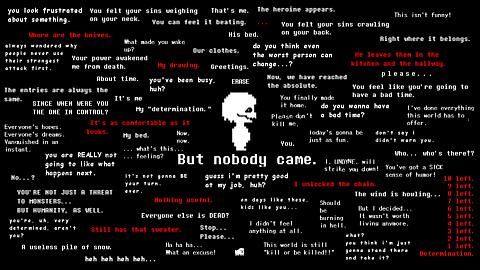 you look frustrated
about something.
You felt your sins weighing
on your neck.
That's me.
The heroine appears.
This isn't funny!
You can feel it beating.
...
You felt your sins crawling
on your back.
Where are the knives.
His bed.
Right where it belongs.
always wondered why
people never use
their strongest
attack first.
What made you wake
up?
Our clothes.
do you think even
the worst person can
change...?
He leaves them in the
kitchen and the hallway.
Your power awakened
me from death.
My drawing.
Greetings.
please...
About time.
you've been busy,
huh?
ERASE
Now, we have reached
the absolute.
You feel like you're going to
have a bad time.
The entries are always the
same.
It's me
You finally made
it home.
SINCE WHEN WERE YOU
THE ONE IN CONTROL?
My "determination."
Please don't
kill me.
do you wanna have
a bad time?
I've done everything
this world has to
offer.
It's as comfortable as it
looks.
Everyone's hopes.
Everyone's dreams.
Vanquished in an
instant.
My bed.
Now,
now.
You.
today's gonna be
just as fun.
don't say i
didn't warn you.
... what's this...
... feeling?
But nobody came.
Who... who's there!?
you are REALLY not
going to like what
happens next.
I, UNDYNE, will
strike you down!
You've got a SICK
sense of humor!
No...?
It's not gonna BE
your turn.
ever.
guess i'm pretty good
at my job, huh?
I unlocked the chain.
10 left.
9 left.
8 left.
7 left.
6 left.
5 left.
4 left.
3 left.
2 left.
1 left.
Determination.
YOU'RE NOT JUST A THREAT
TO MONSTERS...
BUT HUMANITY, AS WELL.
Nothing useful.
on days like these,
kids like you...
The wind is howling...
Should
be
burning
in hell.
But I decided...
It wasn't worth
living anymore.
Everyone else is DEAD?
you're, uh, very
determined, aren't
you?
Still has that sweater.
Stop...
Please...
I didn't feel
anything at all.
what?
you think i'm just
gonna stand there
and take it?
A useless pile of snow.
Ha ha ha...
What an excuse!
This world is still
"kill or be killed!!"
heh heh heh heh...